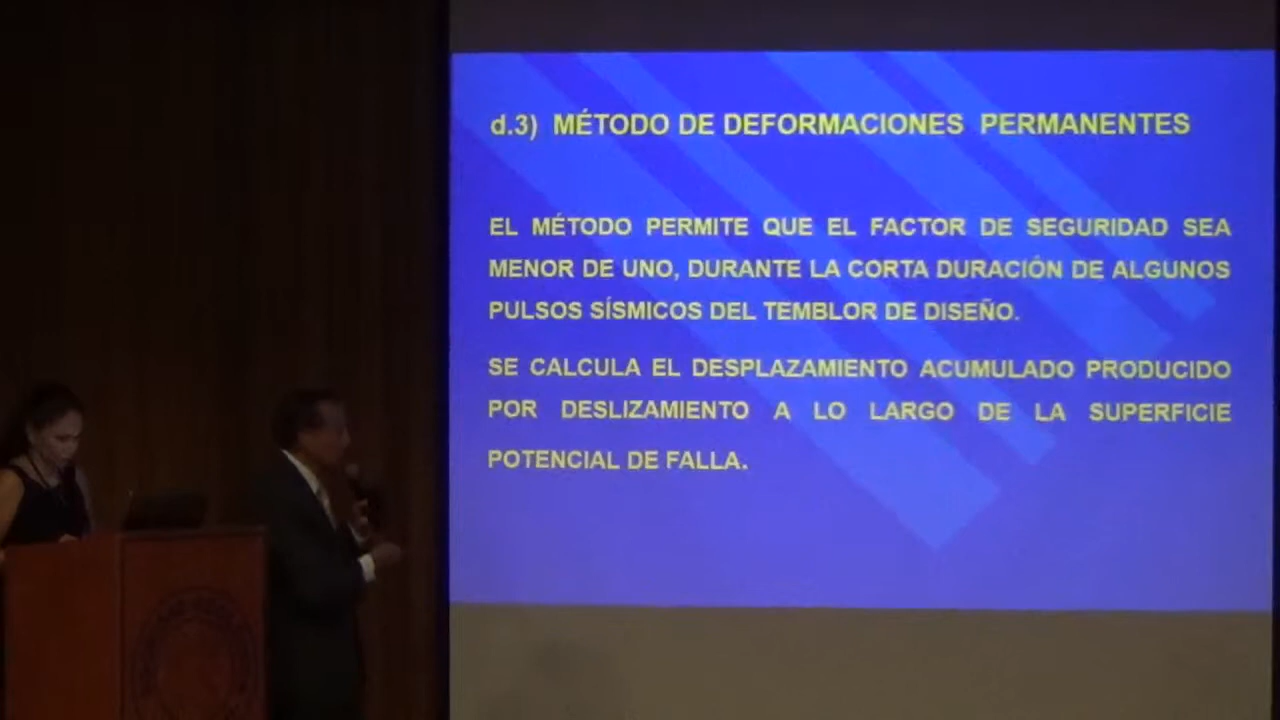 d.3) MÉTODO DE DEFORMACIONES PERMANENTES
EL MÉTODO PERMITE QUE EL FACTOR DE SEGURIDAD SEA
MENOR DE UNO, DURANTE LA CORTA DURACIÓN DE ALGUNOS
PULSOS SÍSMICOS DEL TEMBLOR DE DISEÑO.
SE CALCULA EL DESPLAZAMIENTO ACUMULADO PRODUCIDO
POR DESLIZAMIENTO A LO LARGO DE LA SUPERFICIE
POTENCIAL DE FALLA.